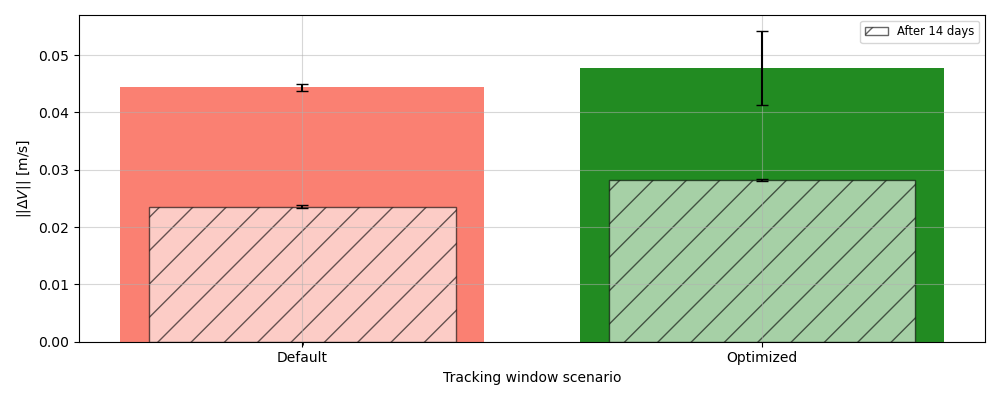 After 14 days
||ΔV|| [m/s]
0.05
0.04
0.03
0.02
0.01
0.00
Default
Optimized
Tracking window scenario